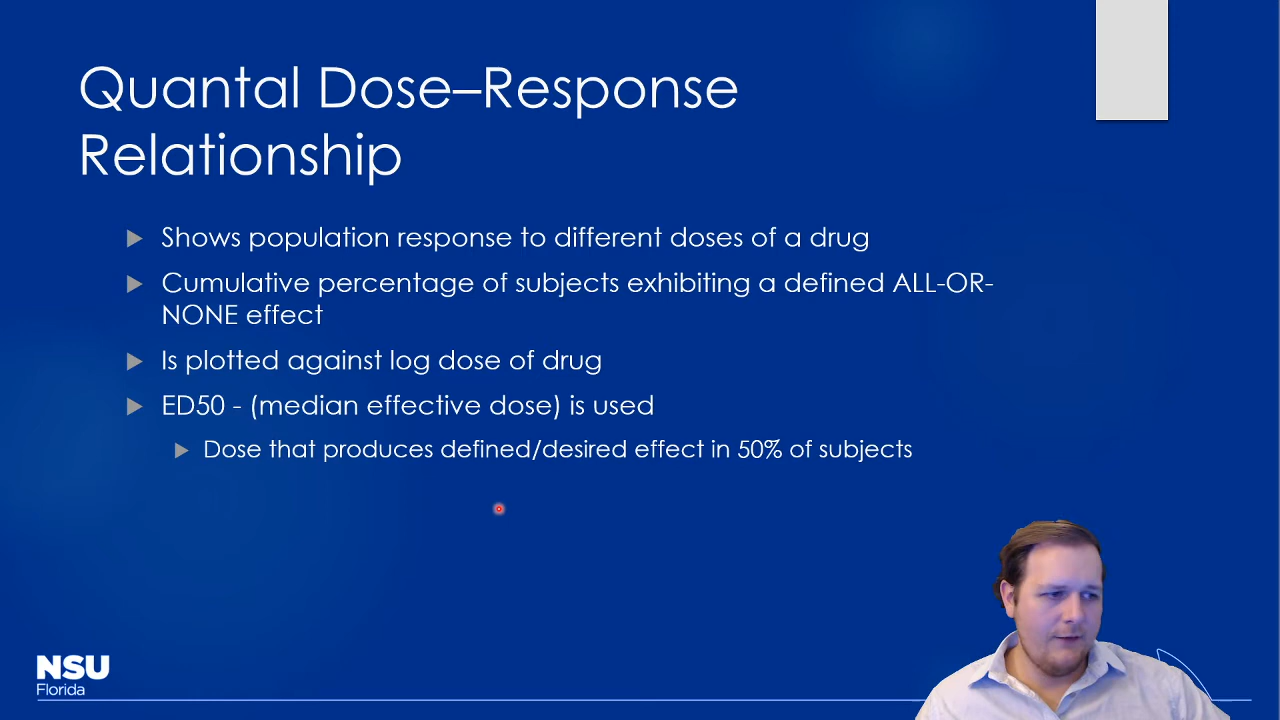 Quantal Dose–Response
Relationship
Shows population response to different doses of a drug
Cumulative percentage of subjects exhibiting a defined ALL-OR-
NONE effect
Is plotted against log dose of drug
ED50 - (median effective dose) is used
Dose that produces defined/desired effect in 50% of subjects
NSU
Florida